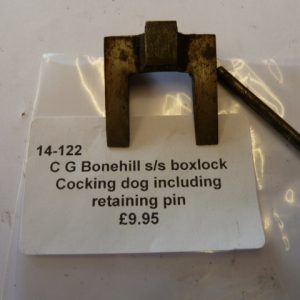 14-122
C G Bonehill s/s boxlock
Cocking dog including
retaining pin
£9.95